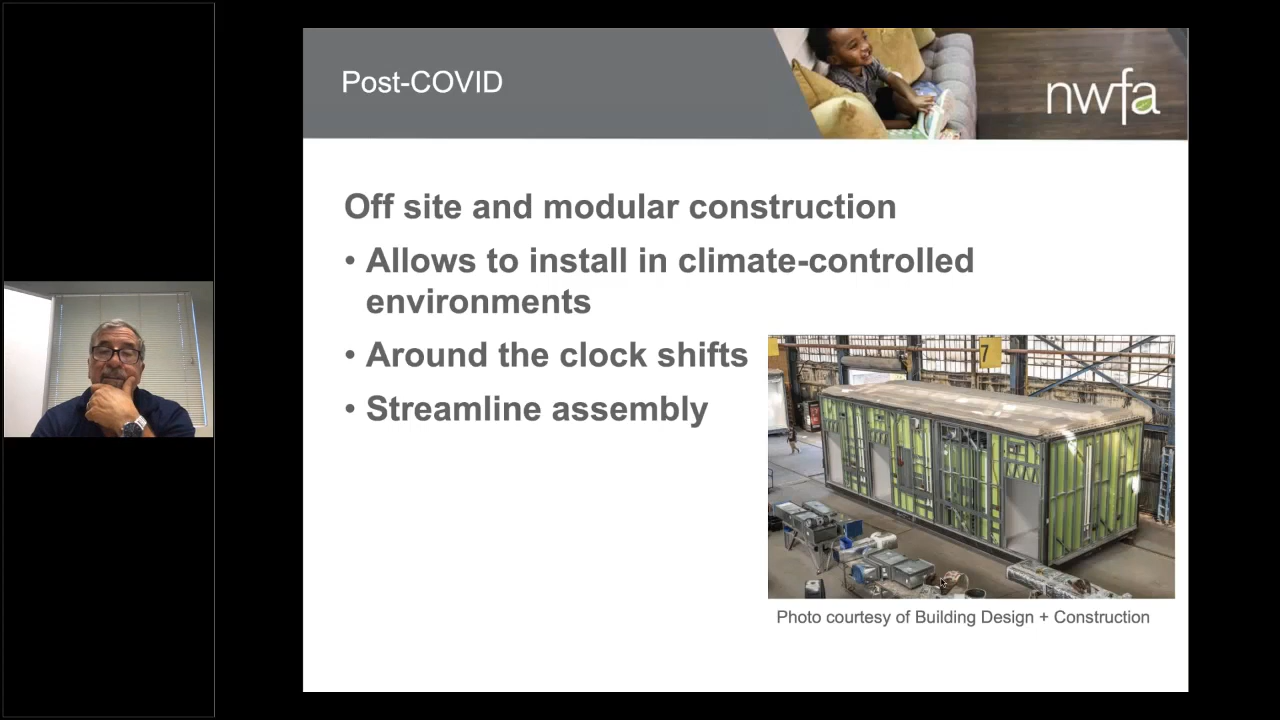 Post-COVID
nwfa
Off site and modular construction
• Allows to install in climate-controlled
environments
• Around the clock shifts
• Streamline assembly
7
Photo courtesy of Building Design + Construction